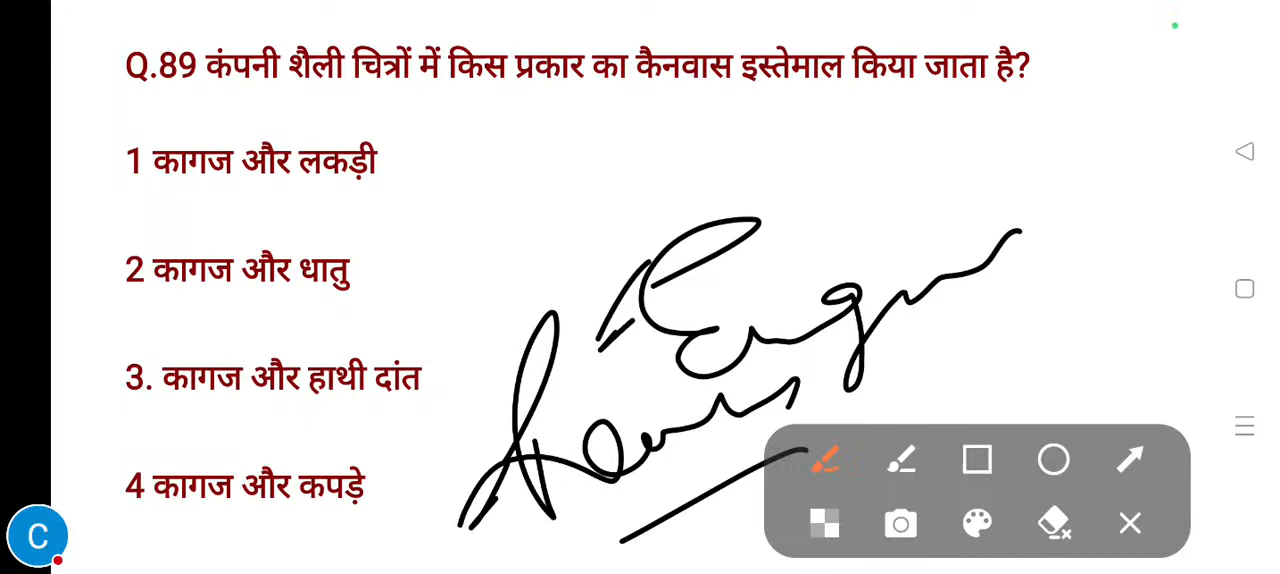 Q.89 कंपनी शैली चित्रों में किस प्रकार का कैनवास इस्तेमाल किया जाता है?
1 कागज और लकड़ी
2 कागज और धातु
3. कागज और हाथी दांत
4 कागज और कपड़े
C